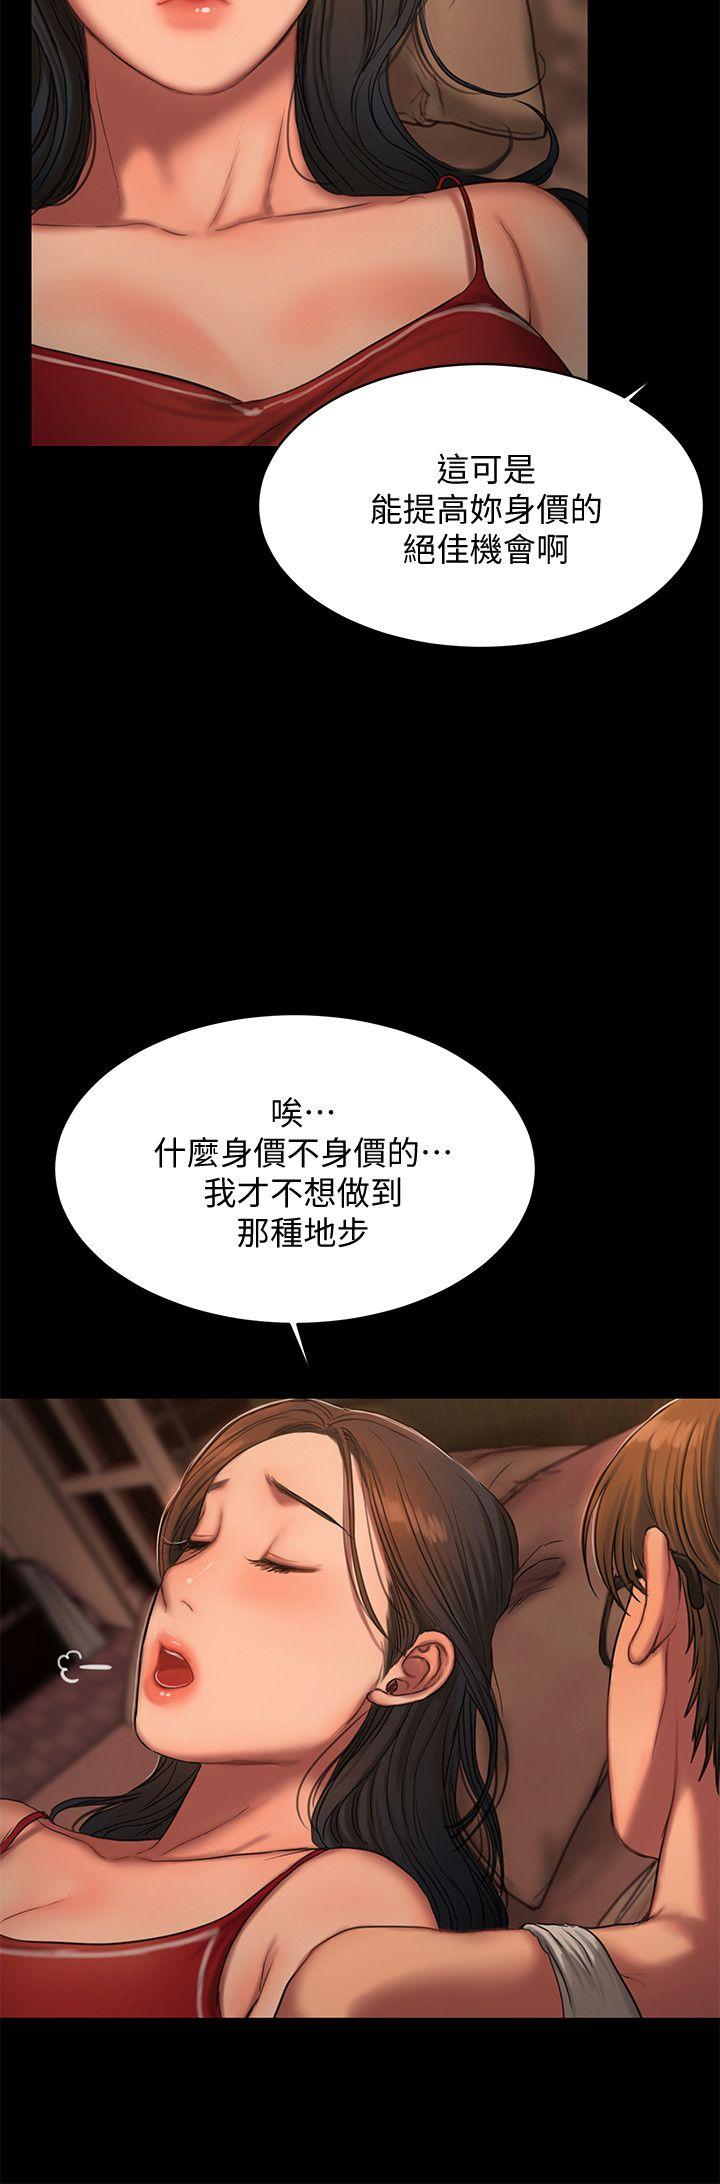 這可是
能提高妳身價的
絕佳機會啊
唉…
什麼身價不身價的…
我才不想做到
那種地步